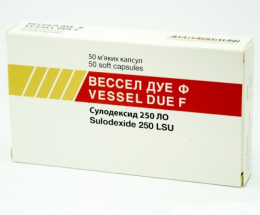 50 м'яких капсул
50 soft capsules
ВЕССЕЛ ДУЕ Ф
VESSEL DUE F
Сулодексид 250 ЛО
Sulodexide 250 LSU